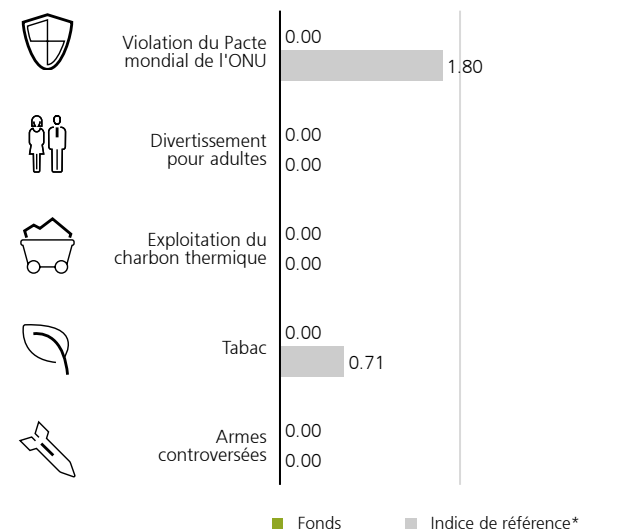 0.00
Violation du Pacte
mondial de l'ONU
1.80
Divertissement
pour adultes
0.00
0.00
Exploitation du
charbon thermique
0.00
0.00
Tabac
0.00
0.71
Armes
controversées
0.00
0.00
Fonds
Indice de référence*